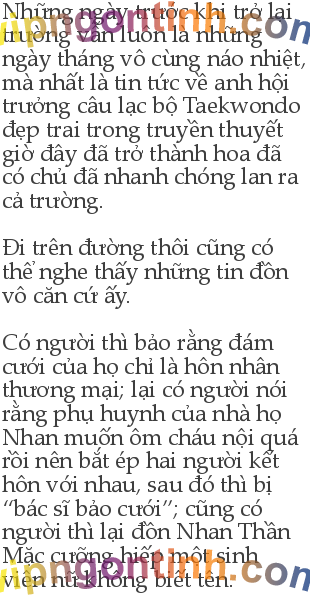 Những ngày trước khi trở lại
trường vẫn luôn là những
ngày tháng vô cùng náo nhiệt,
mà nhất là tin tức về anh hội
trưởng câu lạc bộ Taekwondo
đẹp trai trong truyền thuyết
giờ đây đã trở thành hoa đã
có chủ đã nhanh chóng lan ra
cả trường.
Đi trên đường thôi cũng có
thể nghe thấy những tin đồn
vô căn cứ ấy.
Có người thì bảo rằng đám
cưới của họ chỉ là hôn nhân
thương mại; lại có người nói
rằng phụ huynh của nhà họ
Nhan muốn ôm cháu nội quá
rồi nên bắt ép hai người kết
hôn với nhau, sau đó thì bị
“bác sĩ bảo cưới”; cũng có
người thì lại đồn Nhan Thần
Mặc cưỡng hiếp một sinh
viên nữ không biết tên.
vipngontinh.com
vipngontinh.com